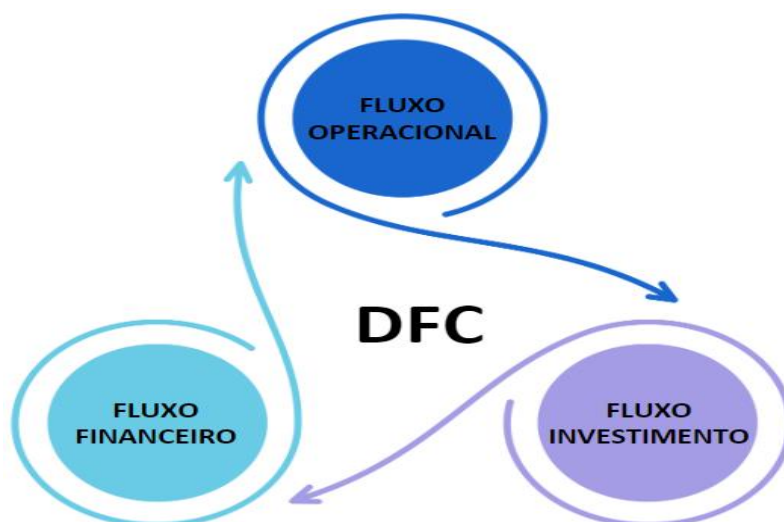 FLUXO
OPERACIONAL
DFC
FLUXO
FINANCEIRO
FLUXO
INVESTIMENTO